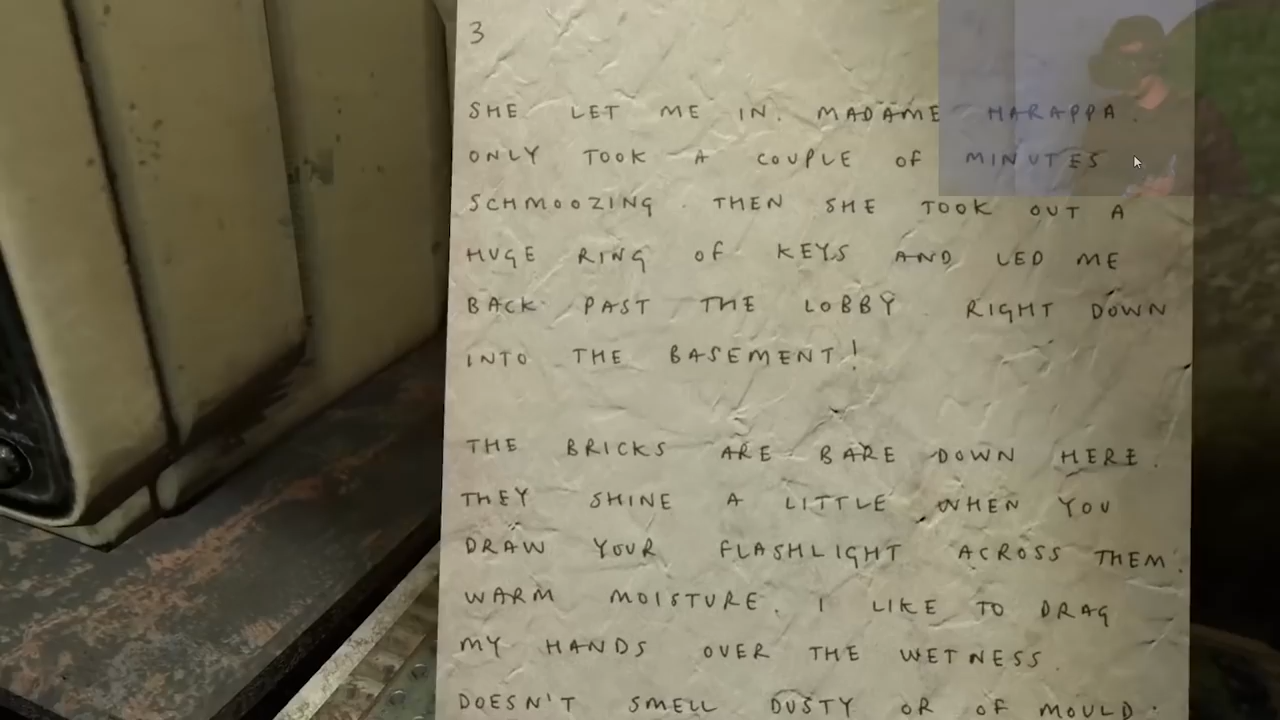 3
SHE LET ME IN. MADAME HARAPPA.
ONLY TOOK A COUPLE OF MINUTES
SCHMOOZING. THEN SHE TOOK OUT A
HUGE RING OF KEYS AND LED ME
BACK PAST THE LOBBY. RIGHT DOWN
INTO THE BASEMENT!
THE BRICKS ARE BARE DOWN HERE.
THEY SHINE A LITTLE WHEN YOU
DRAW YOUR FLASHLIGHT ACROSS THEM.
WARM MOISTURE. I LIKE TO DRAG
MY HANDS OVER THE WETNESS.
DOESN'T SMELL DUSTY OR OF MOULD.